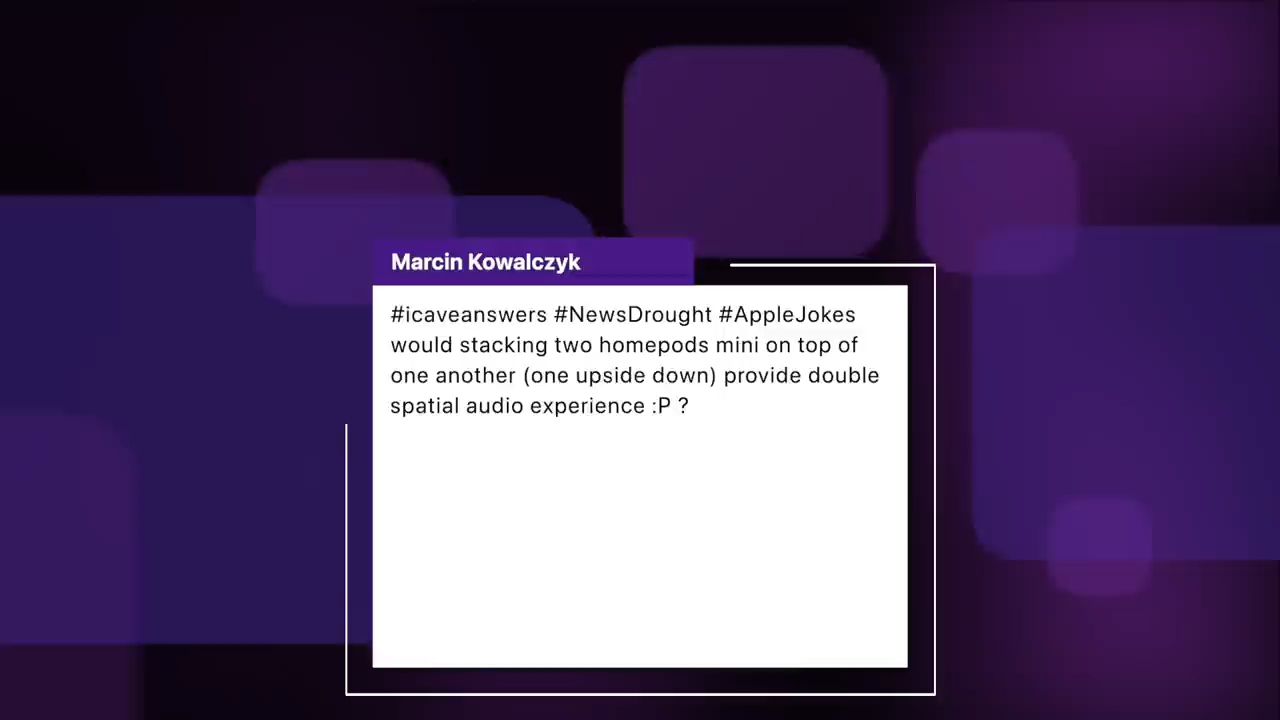 Marcin Kowalczyk
#icaveanswers #NewsDrought #AppleJokes
would stacking two homepods mini on top of
one another (one upside down) provide double
spatial audio experience :P ?